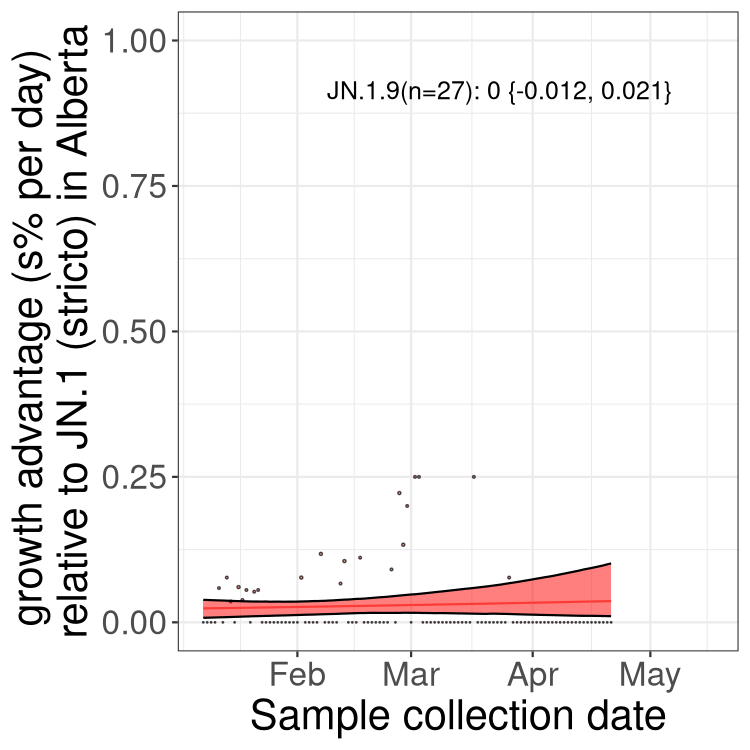 growth advantage (s% per day)
relative to JN.1 (stricto) in Alberta
1.00
0.75
0.50
0.25
0.00
JN.1.9(n=27): 0 {-0.012, 0.021}
Feb Mar Apr May
Sample collection date